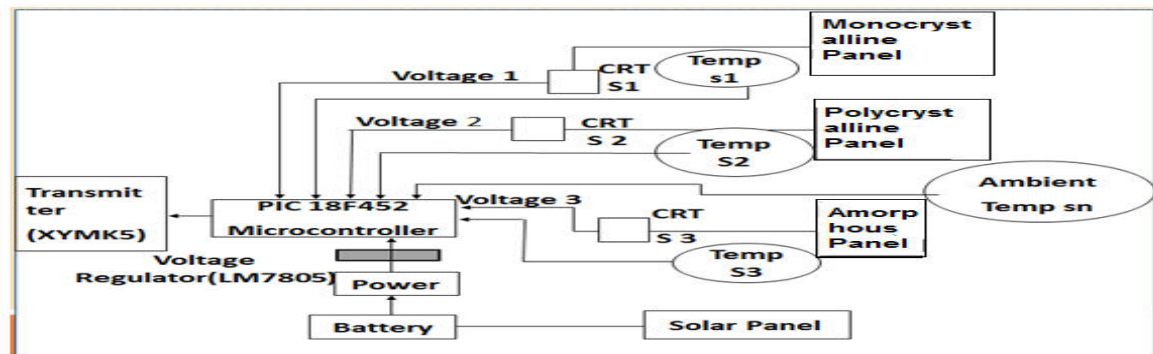 Monocryst
alline
Panel
Temp
s1
CRT
S1
Voltage 1
Polycryst
alline
Panel
Voltage 2
CRT
S 2
Temp
S2
Ambient
Temp sn
Transmit
ter
(XYMK5)
PIC 18F452
Microcontroller
Voltage 3
CRT
S 3
Amorp
hous
Panel
Temp
S3
Voltage
Regulator(LM7805)
Power
Battery
Solar Panel